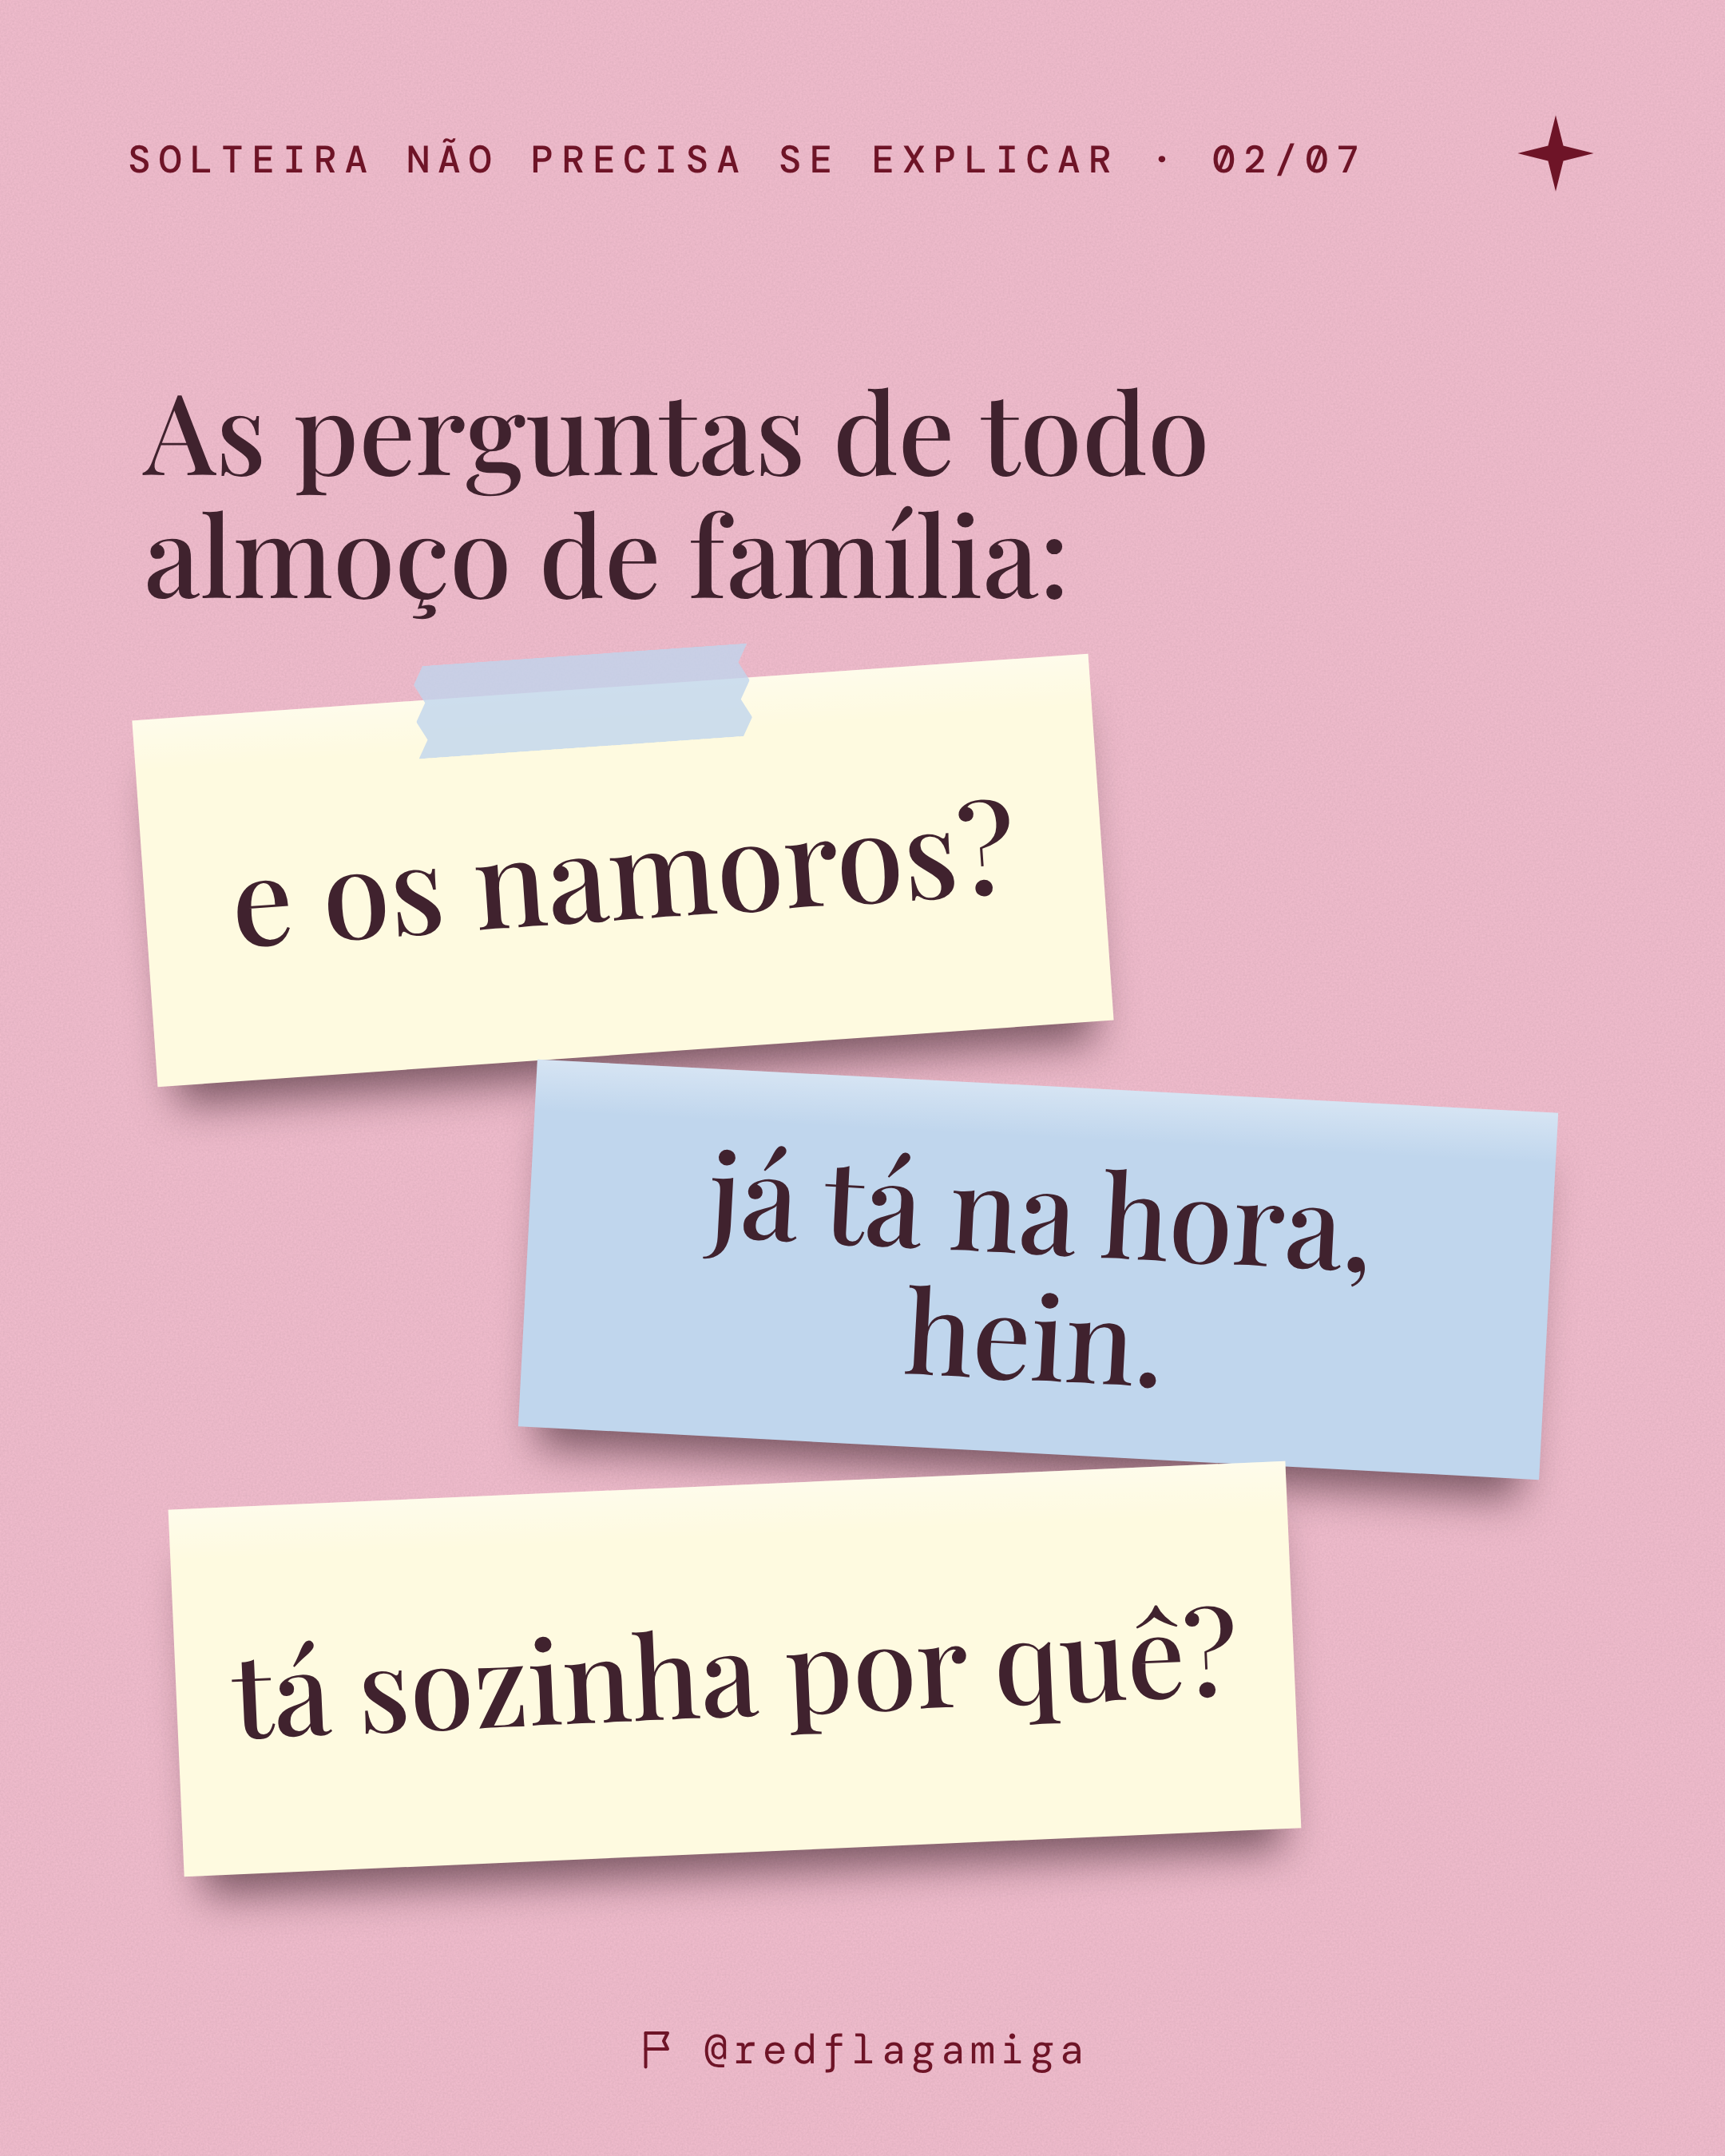 SOLTEIRA NÃO PRECISA SE EXPLICAR · 02/07
As perguntas de todo
almoço de família:
e os namoros?
já tá na hora,
hein.
tá sozinha por quê?
@redflagamiga